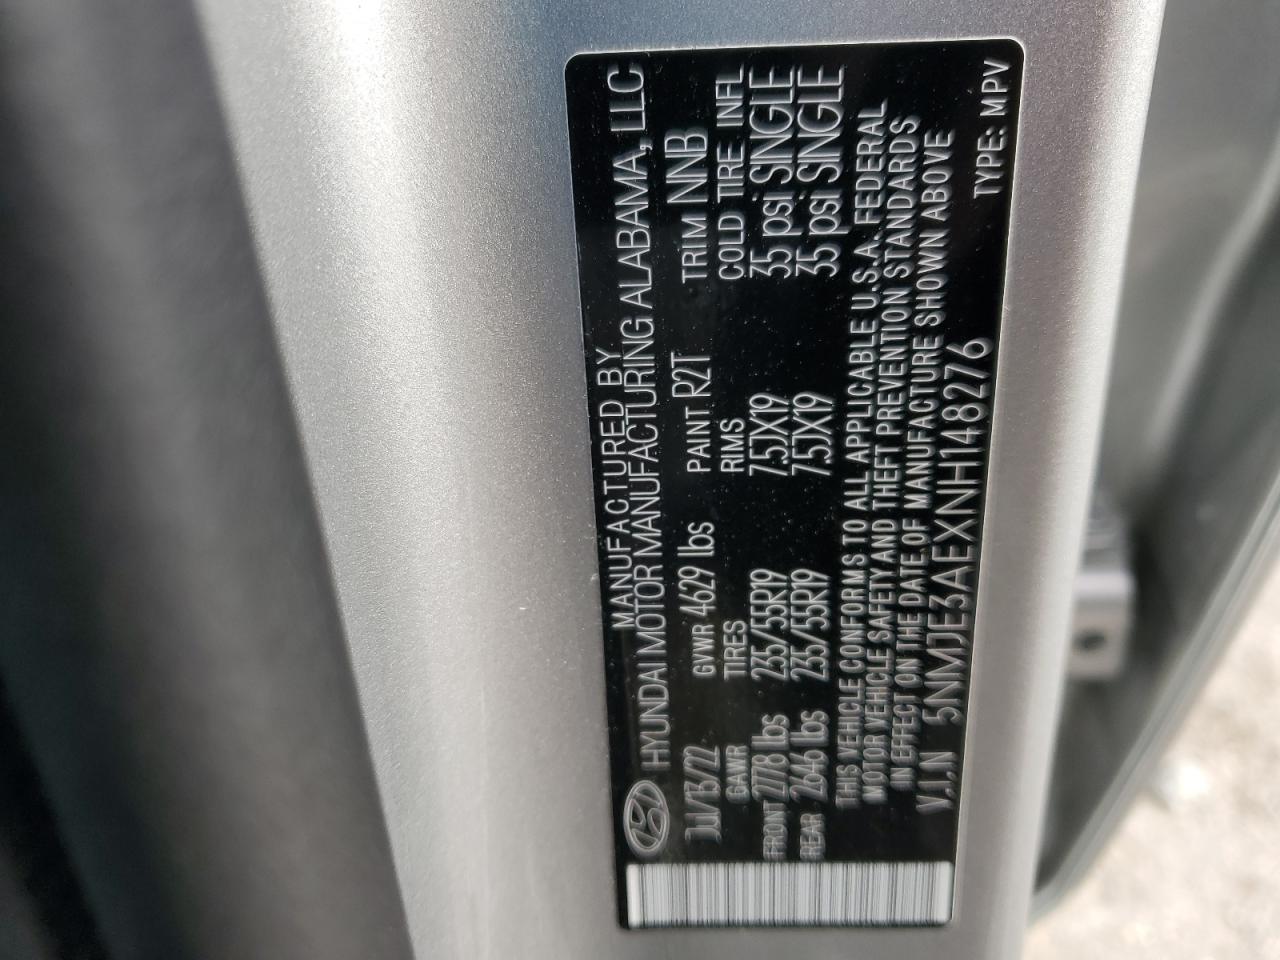 MANUFACTURED BY
HYUNDAI MOTOR MANUFACTURING ALABAMA, LLC
JUL/13/22 GVWR 4629 lbs PAINT R2T TRIM NNB
GAWR TIRES RIMS COLD TIRE INFL
FRONT 2778 lbs 235/55R19 7.5JX19 35 psi SINGLE
REAR 2646 lbs 235/55R19 7.5JX19 35 psi SINGLE
THIS VEHICLE CONFORMS TO ALL APPLICABLE U.S.A. FEDERAL
MOTOR VEHICLE SAFETY AND THEFT PREVENTION STANDARDS
IN EFFECT ON THE DATE OF MANUFACTURE SHOWN ABOVE
V.I.N 5NMJE3AEXNH148276
TYPE: MPV